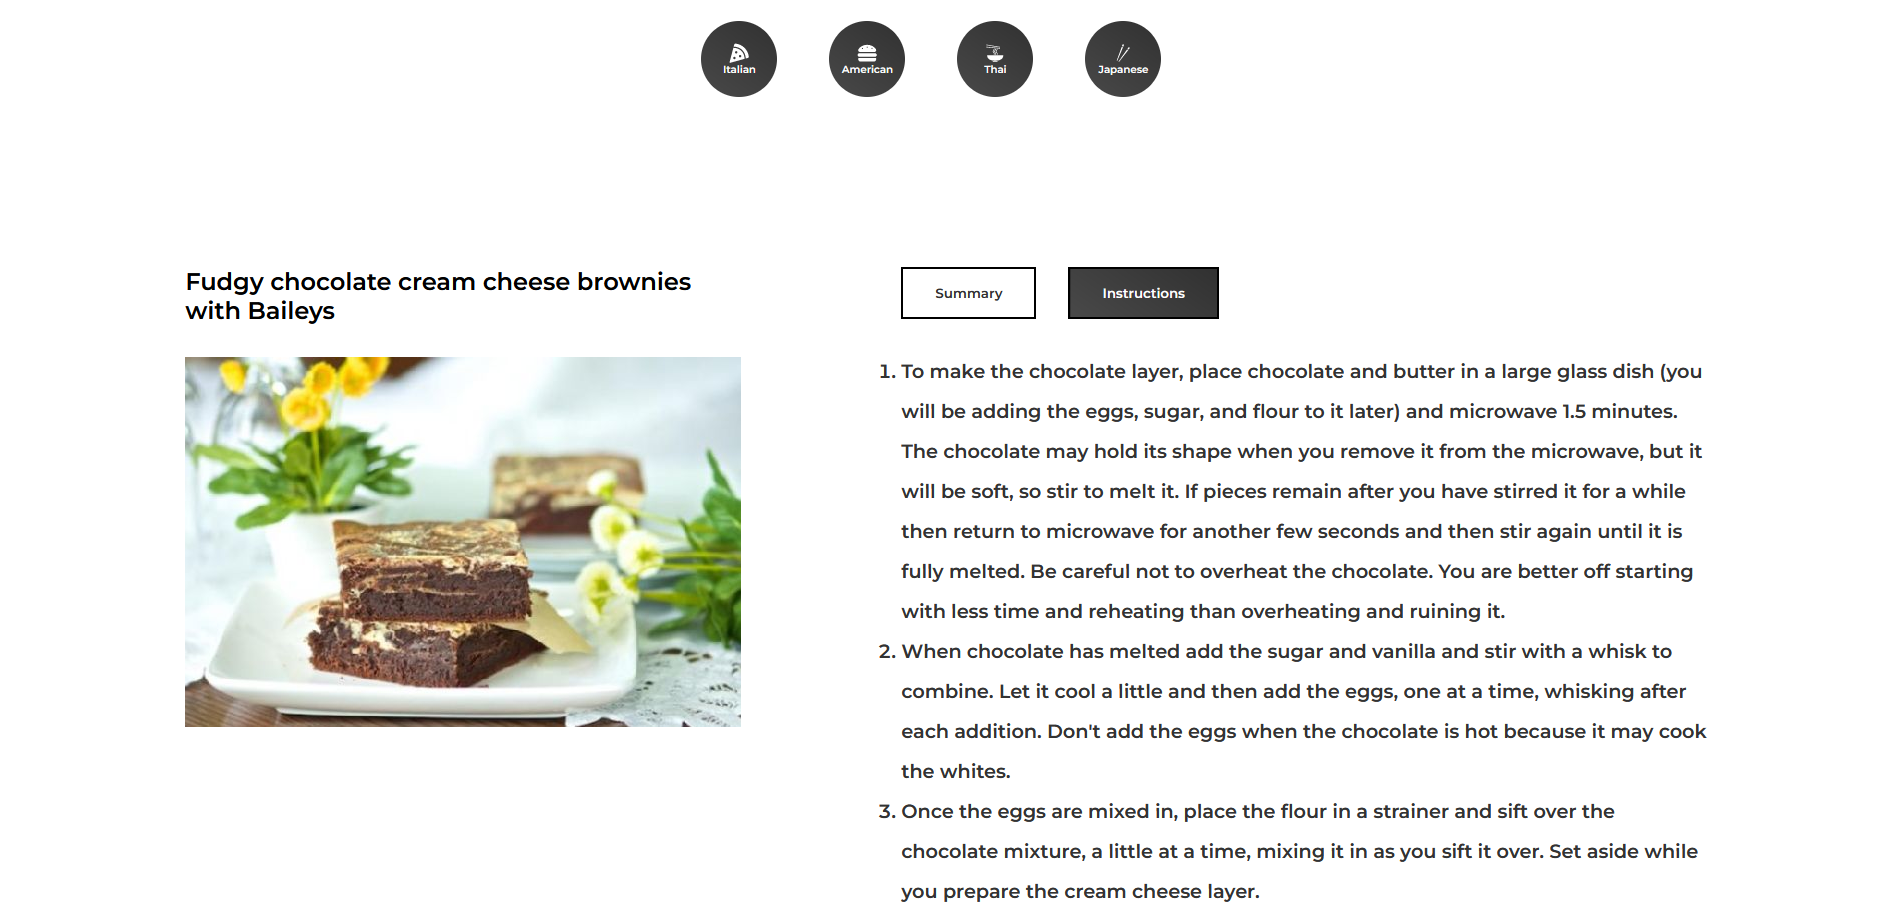 Italian
American
Thai
Japanese
Fudgy chocolate cream cheese brownies
with Baileys
Summary
Instructions
1. To make the chocolate layer, place chocolate and butter in a large glass dish (you
will be adding the eggs, sugar, and flour to it later) and microwave 1.5 minutes.
The chocolate may hold its shape when you remove it from the microwave, but it
will be soft, so stir to melt it. If pieces remain after you have stirred it for a while
then return to microwave for another few seconds and then stir again until it is
fully melted. Be careful not to overheat the chocolate. You are better off starting
with less time and reheating than overheating and ruining it.
2. When chocolate has melted add the sugar and vanilla and stir with a whisk to
combine. Let it cool a little and then add the eggs, one at a time, whisking after
each addition. Don't add the eggs when the chocolate is hot because it may cook
the whites.
3. Once the eggs are mixed in, place the flour in a strainer and sift over the
chocolate mixture, a little at a time, mixing it in as you sift it over. Set aside while
you prepare the cream cheese layer.